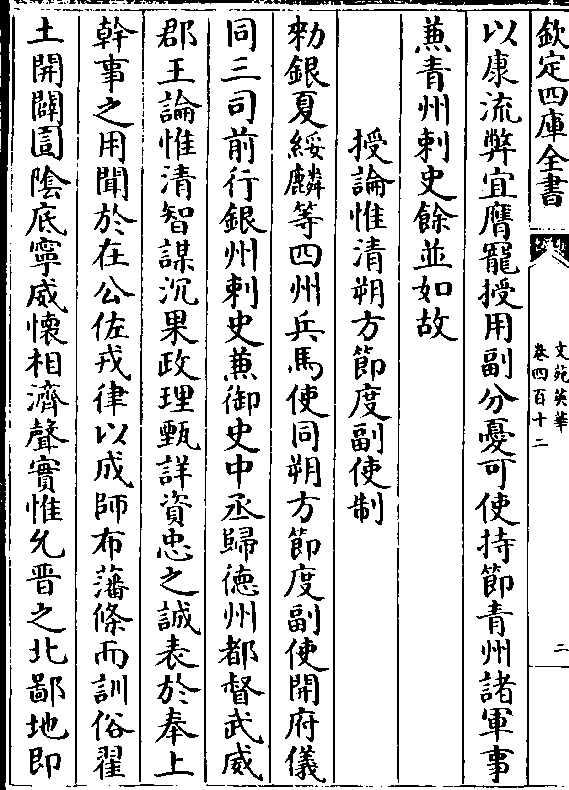 欽定四庫全書
文苑英華
卷四百十二
二
以康流弊宜膺寵授用副分憂可使持節青州諸軍事
兼青州刺史餘並如故
授論惟清朔方節度副使制
勑銀夏綏麟等四州兵馬使同朔方節度副使開府儀
同三司前行銀州刺史兼御史中丞歸徳州都督武威
郡王論惟清智謀沉果政理甄詳資忠之誠表於奉上
幹事之用聞於在公佐戎律以成師布藩條而訓俗翟
土開闢圁隂底寧威懐相濟聲實惟允晋之北鄙地即